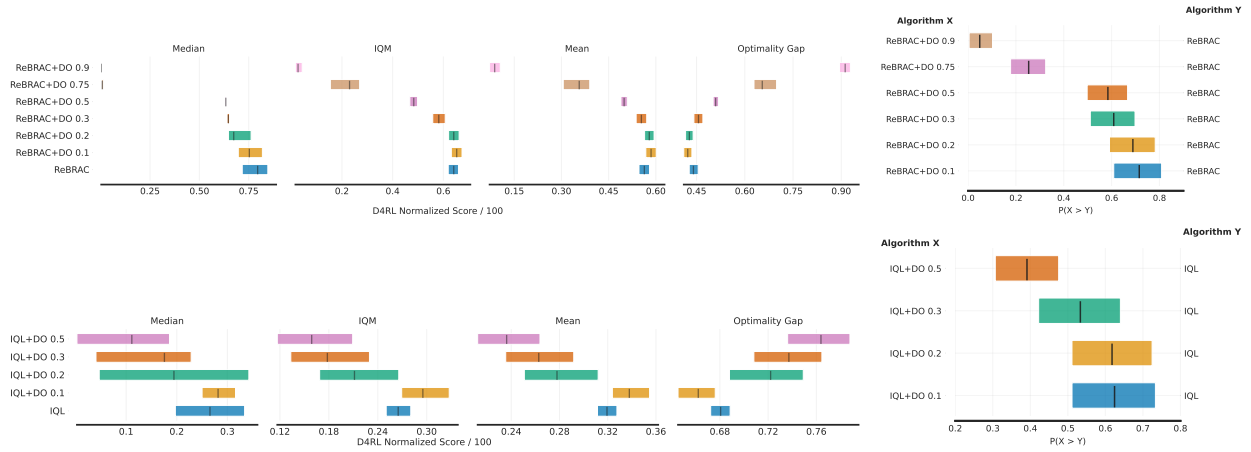 Median
IQM
Mean
Optimality Gap
ReBRAC+DO 0.9
ReBRAC+DO 0.75
ReBRAC+DO 0.5
ReBRAC+DO 0.3
ReBRAC+DO 0.2
ReBRAC+DO 0.1
ReBRAC
0.25 0.50 0.75
0.2 0.4 0.6
0.15 0.30 0.45 0.60
0.45 0.60 0.75 0.90
D4RL Normalized Score / 100
Algorithm Y
Algorithm X
ReBRAC+DO 0.9 ReBRAC
ReBRAC+DO 0.75 ReBRAC
ReBRAC+DO 0.5 ReBRAC
ReBRAC+DO 0.3 ReBRAC
ReBRAC+DO 0.2 ReBRAC
ReBRAC+DO 0.1 ReBRAC
0.0 0.2 0.4 0.6 0.8
P(X > Y)
Median
IQM
Mean
Optimality Gap
IQL+DO 0.5
IQL+DO 0.3
IQL+DO 0.2
IQL+DO 0.1
IQL
0.1 0.2 0.3
0.12 0.18 0.24 0.30
0.24 0.30 0.36
0.68 0.72 0.76
D4RL Normalized Score / 100
Algorithm Y
Algorithm X
IQL+DO 0.5 IQL
IQL+DO 0.3 IQL
IQL+DO 0.2 IQL
IQL+DO 0.1 IQL
0.2 0.3 0.4 0.5 0.6 0.7 0.8
P(X > Y)